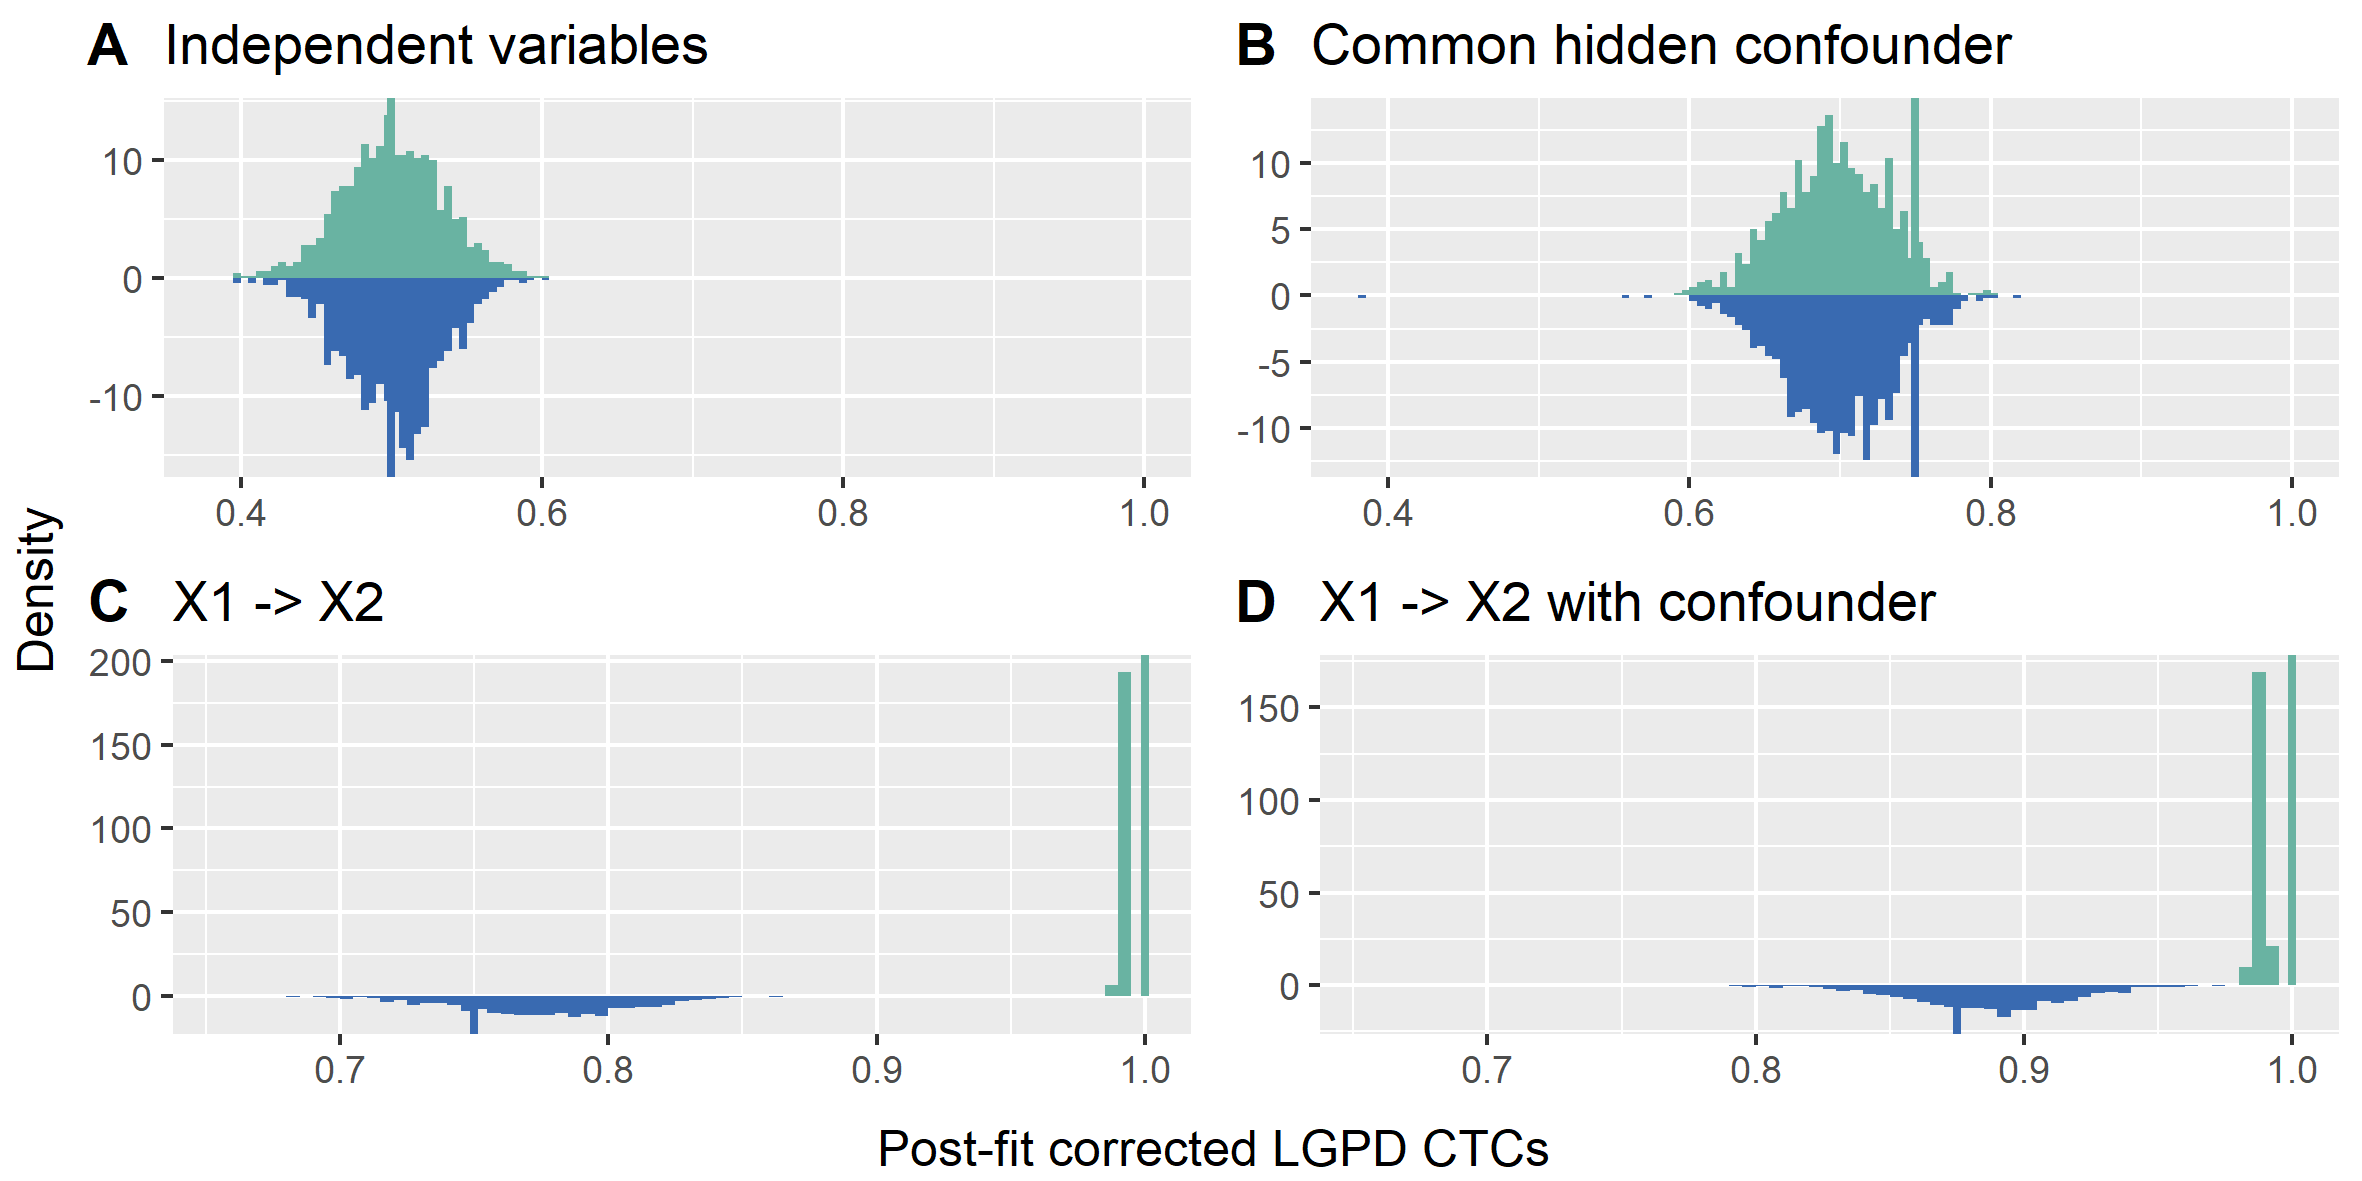 A Independent variables
10
0
-10
0.4 0.6 0.8 1.0
B Common hidden confounder
10
5
0
-5
-10
0.4 0.6 0.8 1.0
Density
C X1 -> X2
200
150
100
50
0
0.7 0.8 0.9 1.0
D X1 -> X2 with confounder
150
100
50
0
0.7 0.8 0.9 1.0
Post-fit corrected LGPD CTCs